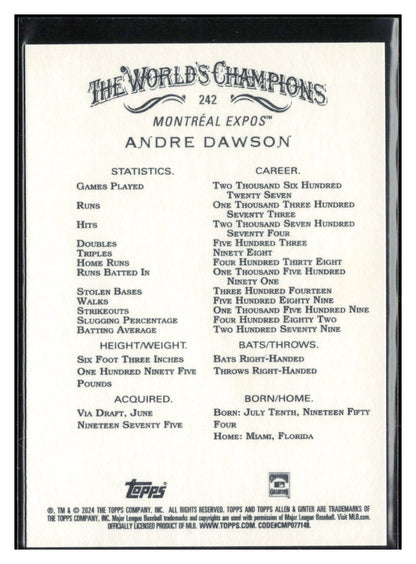 THE WORLD'S CHAMPIONS
242
MONTRÉAL EXPOS™
ANDRE DAWSON
STATISTICS. CAREER.
GAMES PLAYED TWO THOUSAND SIX HUNDRED
TWENTY SEVEN
RUNS ONE THOUSAND THREE HUNDRED
SEVENTY THREE
HITS TWO THOUSAND SEVEN HUNDRED
SEVENTY FOUR
DOUBLES FIVE HUNDRED THREE
TRIPLES NINETY EIGHT
HOME RUNS FOUR HUNDRED THIRTY EIGHT
RUNS BATTED IN ONE THOUSAND FIVE HUNDRED
NINETY ONE
STOLEN BASES THREE HUNDRED FOURTEEN
WALKS FIVE HUNDRED EIGHTY NINE
STRIKEOUTS ONE THOUSAND FIVE HUNDRED NINE
SLUGGING PERCENTAGE FOUR HUNDRED EIGHTY TWO
BATTING AVERAGE TWO HUNDRED SEVENTY NINE
HEIGHT/WEIGHT. BATS/THROWS.
SIX FOOT THREE INCHES BATS RIGHT-HANDED
ONE HUNDRED NINETY FIVE THROWS RIGHT-HANDED
POUNDS
ACQUIRED. BORN/HOME.
VIA DRAFT, JUNE BORN: JULY TENTH, NINETEEN FIFTY
NINETEEN SEVENTY FIVE FOUR
HOME: MIAMI, FLORIDA
Topps
®, TM & © 2024 THE TOPPS COMPANY, INC. ALL RIGHTS RESERVED. TOPPS AND TOPPS ALLEN & GINTER ARE TRADEMARKS OF
THE TOPPS COMPANY, INC. Major League Baseball trademarks and copyrights are used with permission of Major League Baseball. Visit MLB.com.
OFFICIALLY LICENSED PRODUCT OF MLB. WWW.TOPPS.COM. CODE#CMP077148.